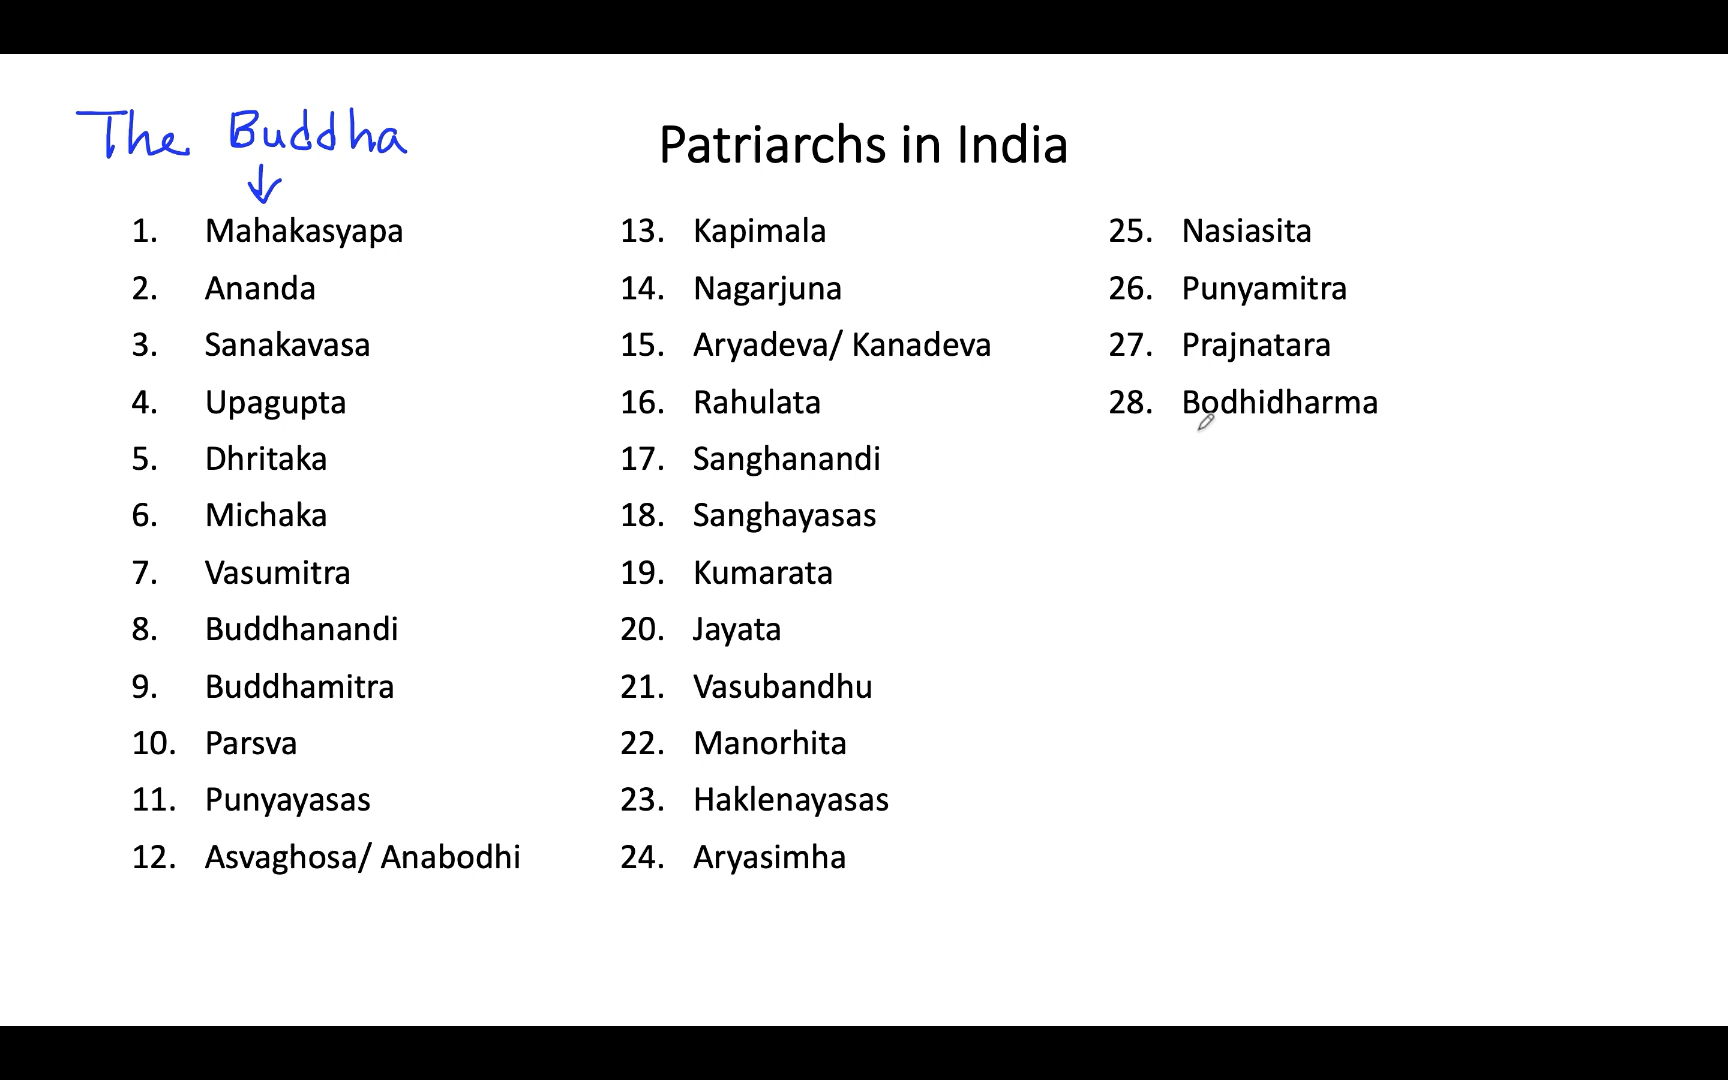 The Buddha
Patriarchs in India
1. Mahakasyapa
2. Ananda
3. Sanakavasa
4. Upagupta
5. Dhritaka
6. Michaka
7. Vasumitra
8. Buddhanandi
9. Buddhamitra
10. Parsva
11. Punyayasas
12. Asvaghosa/ Anabodhi
13. Kapimala
14. Nagarjuna
15. Aryadeva/ Kanadeva
16. Rahulata
17. Sanghanandi
18. Sanghayasas
19. Kumarata
20. Jayata
21. Vasubandhu
22. Manorhita
23. Haklenayasas
24. Aryasimha
25. Nasiasita
26. Punyamitra
27. Prajnatara
28. Bodhidharma